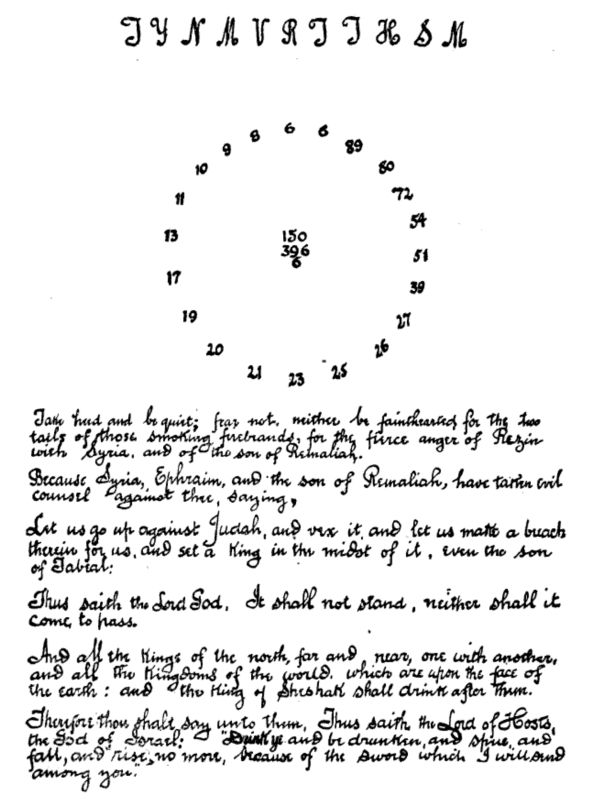 T Y N M V R T T H S M
8 6 6
9 89
10 80
11 72
54
13 150
396 51
6
17 39
19 27
20 26
21 23 25
Take heed and be quiet; fear not, neither be fainthearted for the two
tails of those smoking firebrands, for the fierce anger of Rezin
with Syria, and of the son of Remaliah.
Because Syria, Ephraim, and the son of Remaliah, have taken evil
counsel against thee, saying,
Let us go up against Judah, and vex it, and let us make a breach
therein for us, and set a King in the midst of it, even the son
of Tabeal:
Thus saith the Lord God, It shall not stand, neither shall it
come to pass.
And all the Kings of the north, far and near, one with another,
and all the Kingdoms of the world, which are upon the face of
the earth: and the King of Sheshak shall drink after them.
Therefore thou shalt say unto them, Thus saith the Lord of Hosts,
the God of Israel: "Drink ye and be drunken, and spue, and
fall, and rise no more, because of the sword which I will send
among you."